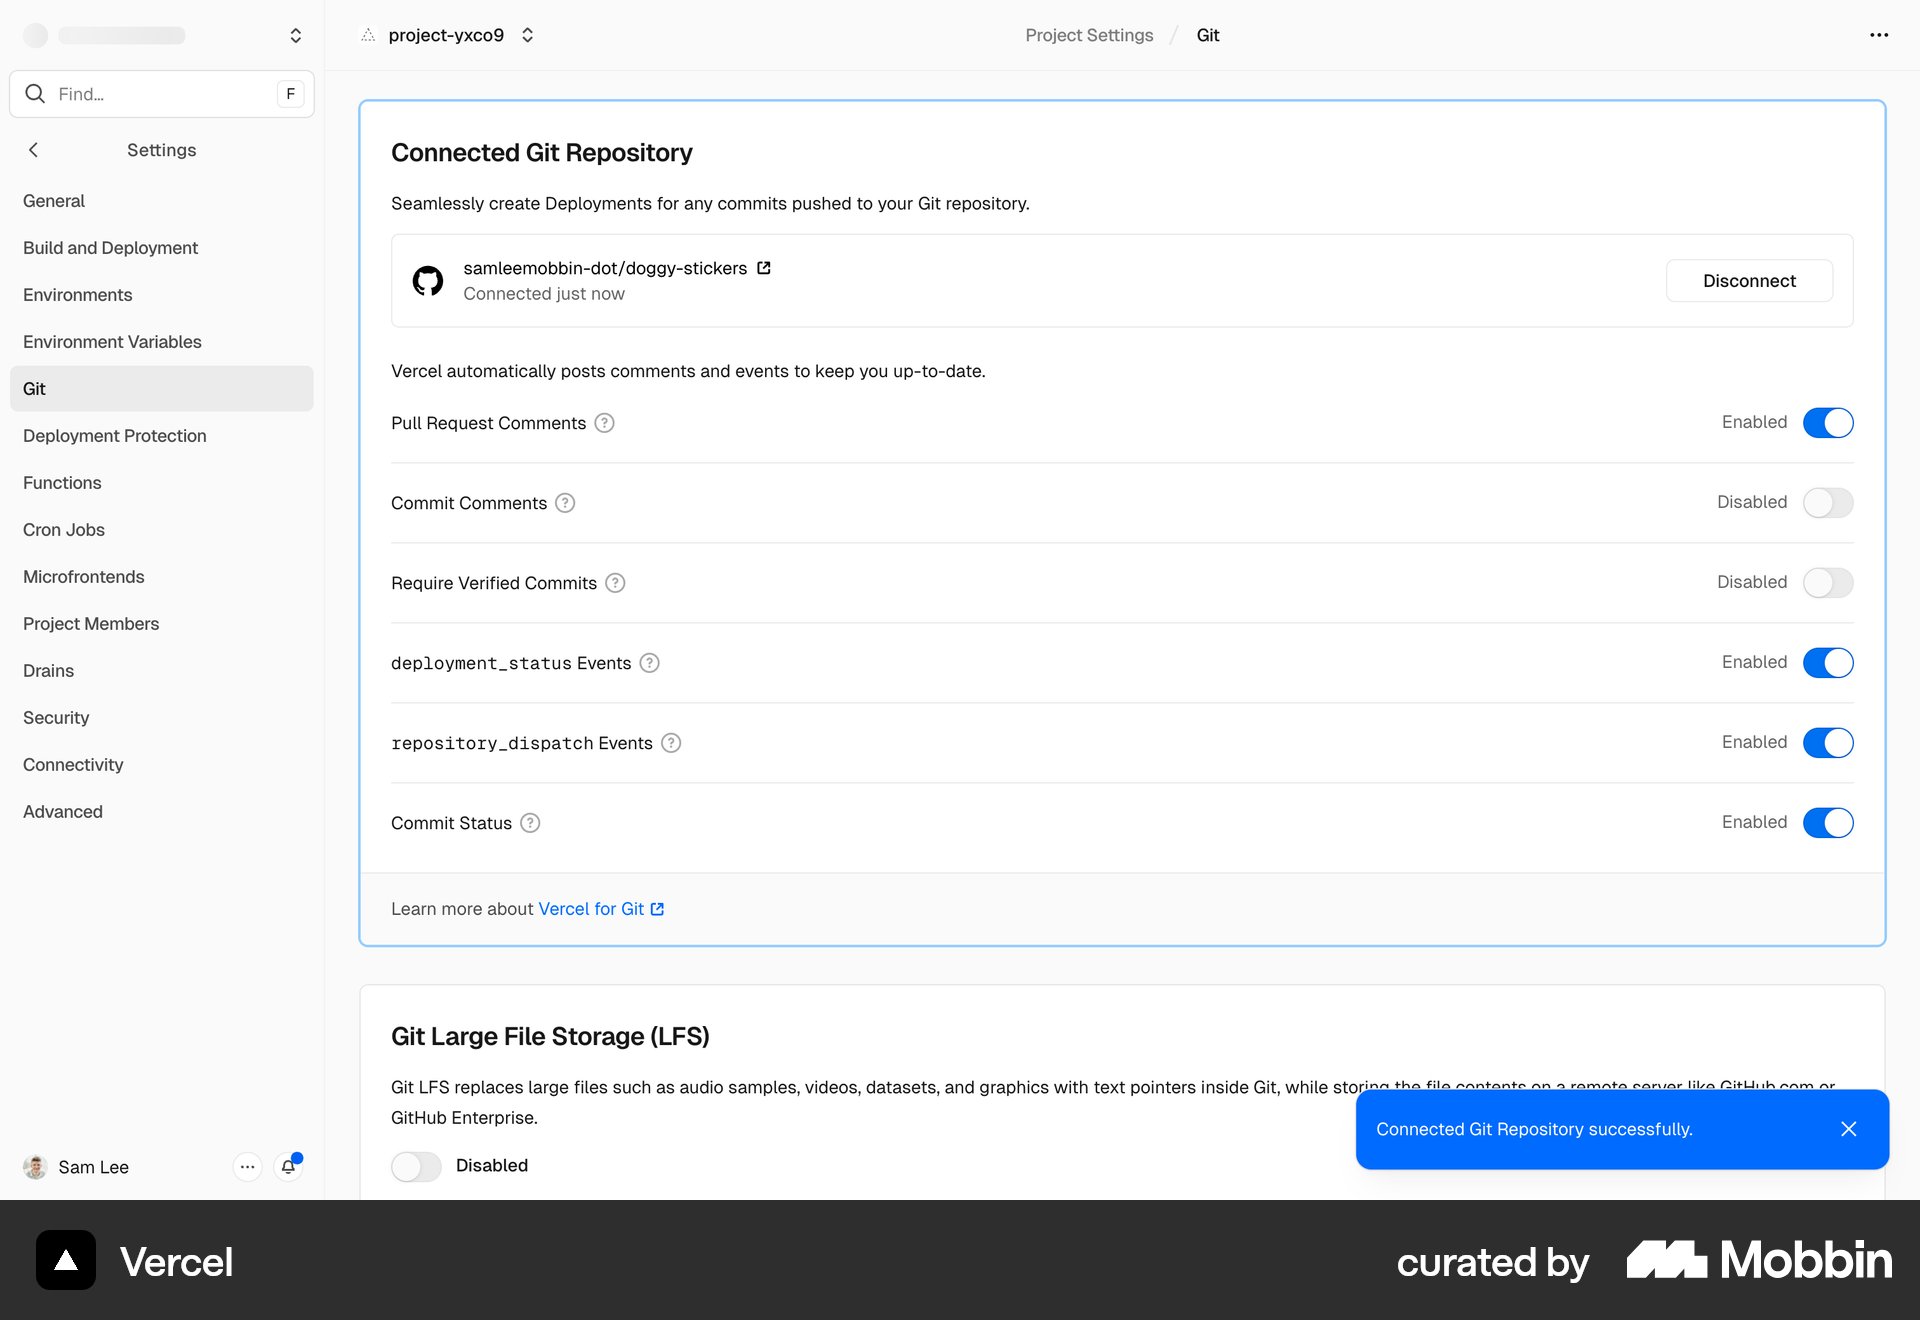 project-yxco9
Project Settings / Git
Find...
F
Settings
General
Build and Deployment
Environments
Environment Variables
Git
Deployment Protection
Functions
Cron Jobs
Microfrontends
Project Members
Drains
Security
Connectivity
Advanced
Sam Lee
Connected Git Repository
Seamlessly create Deployments for any commits pushed to your Git repository.
samleemobbin-dot/doggy-stickers
Connected just now
Disconnect
Vercel automatically posts comments and events to keep you up-to-date.
Pull Request Comments ? Enabled
Commit Comments ? Disabled
Require Verified Commits ? Disabled
deployment_status Events ? Enabled
repository_dispatch Events ? Enabled
Commit Status ? Enabled
Learn more about Vercel for Git
Git Large File Storage (LFS)
Git LFS replaces large files such as audio samples, videos, datasets, and graphics with text pointers inside Git, while storing the file contents on a remote server like GitHub.com or
GitHub Enterprise.
Disabled
Connected Git Repository successfully.
Vercel
curated by Mobbin